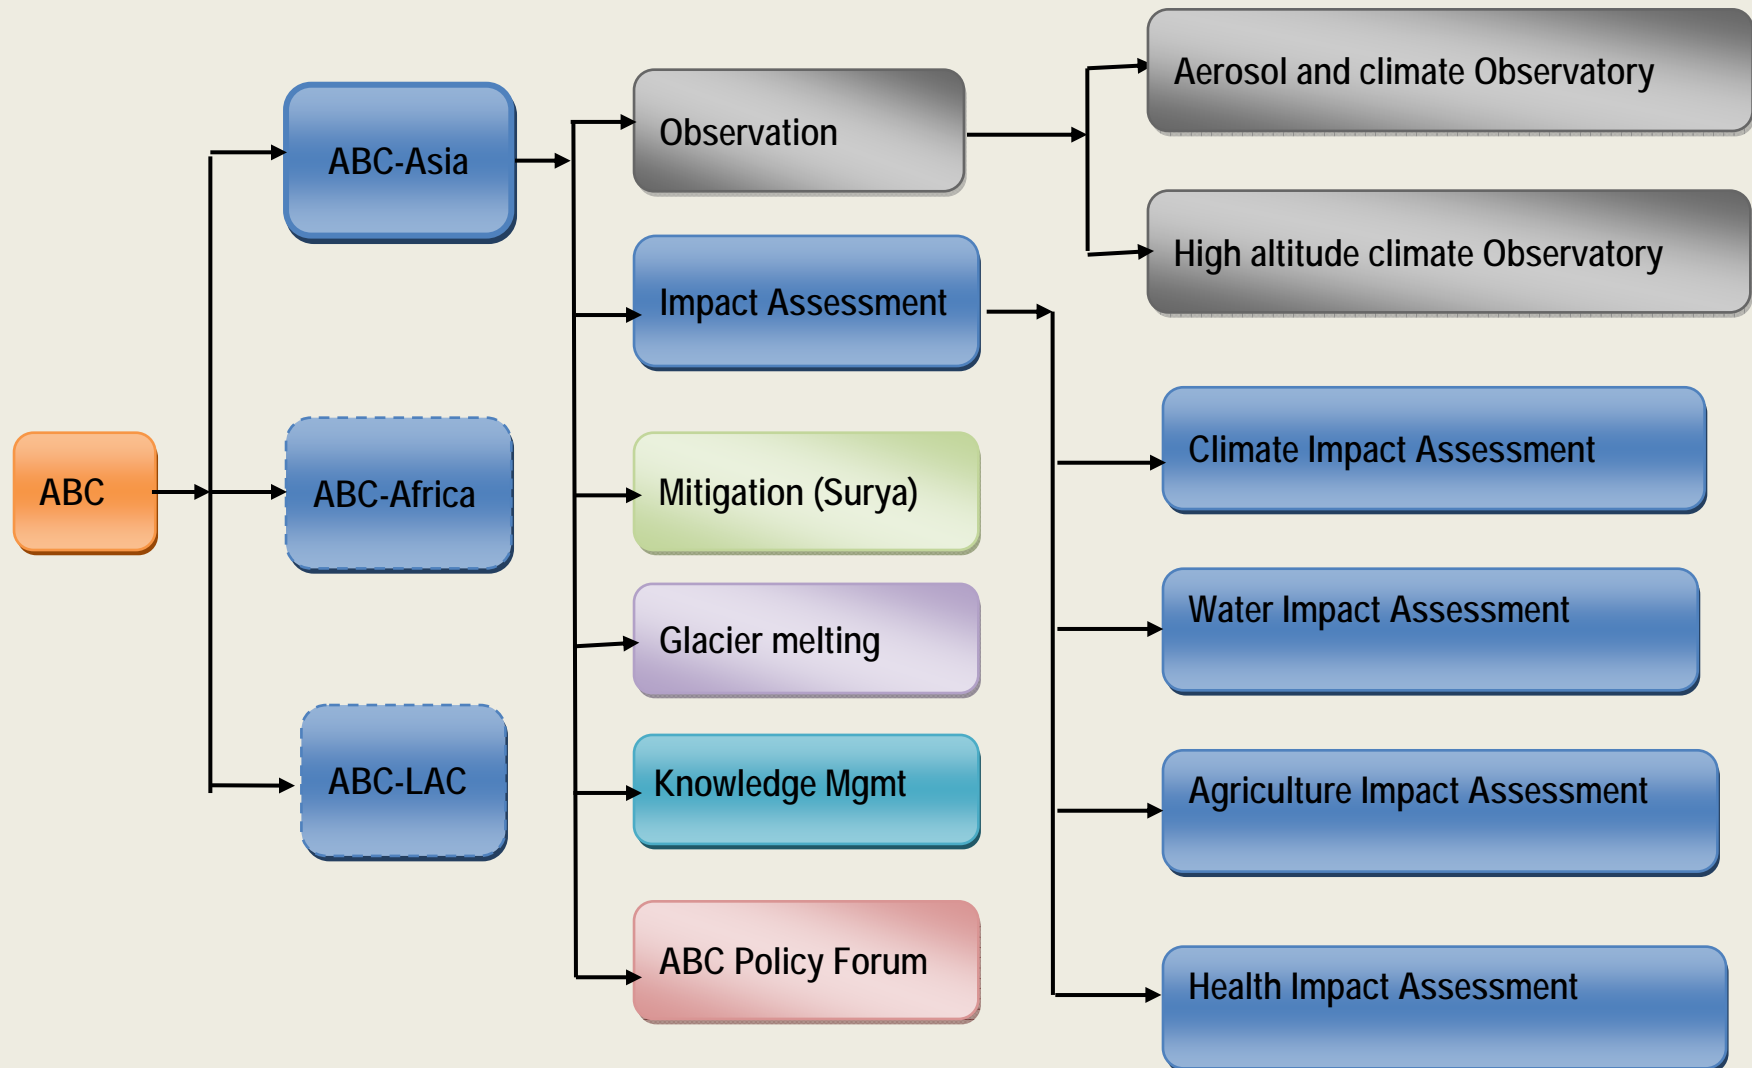 ABC
ABC-Asia
ABC-Africa
ABC-LAC
Observation
Impact Assessment
Mitigation (Surya)
Glacier melting
Knowledge Mgmt
ABC Policy Forum
Aerosol and climate Observatory
High altitude climate Observatory
Climate Impact Assessment
Water Impact Assessment
Agriculture Impact Assessment
Health Impact Assessment